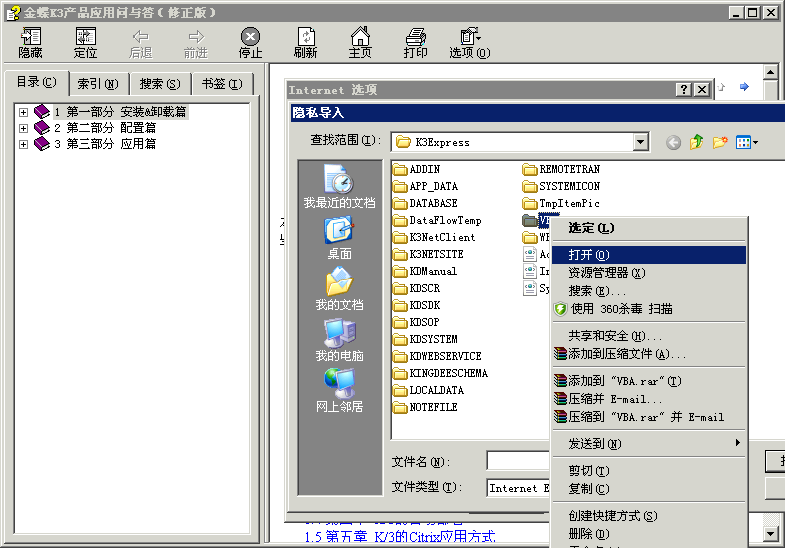 金蝶K3产品应用问与答（修正版）
隐藏 定位 后退 前进 停止 刷新 主页 打印 选项(O)
目录(C) 索引(N) 搜索(S) 书签(I)
1 第一部分 安装&卸载篇
2 第二部分 配置篇
3 第三部分 应用篇
Internet 选项
隐私导入
查找范围(I): K3Express
我最近的文档
桌面
我的文档
我的电脑
网上邻居
ADDIN
APP_DATA
DATABASE
DataFlowTemp
K3NetClient
K3NETSITE
KDManual
KDSCR
KDSDK
KDSOP
KDSYSTEM
KDWEBSERVICE
KINGDEESCHEMA
LOCALDATA
NOTEFILE
REMOTETRAN
SYSTEMICON
TmpItemPic
选定(L)
打开(O)
资源管理器(X)
搜索(E)...
使用 360杀毒 扫描
共享和安全(H)...
添加到压缩文件(A)...
添加到 "VBA.rar"(T)
压缩并 E-mail...
压缩到 "VBA.rar" 并 E-mail
发送到(N)
剪切(T)
复制(C)
创建快捷方式(S)
删除(D)
文件名(N):
文件类型(T): Internet E
1.5 第五章 K/3的Citrix应用方式